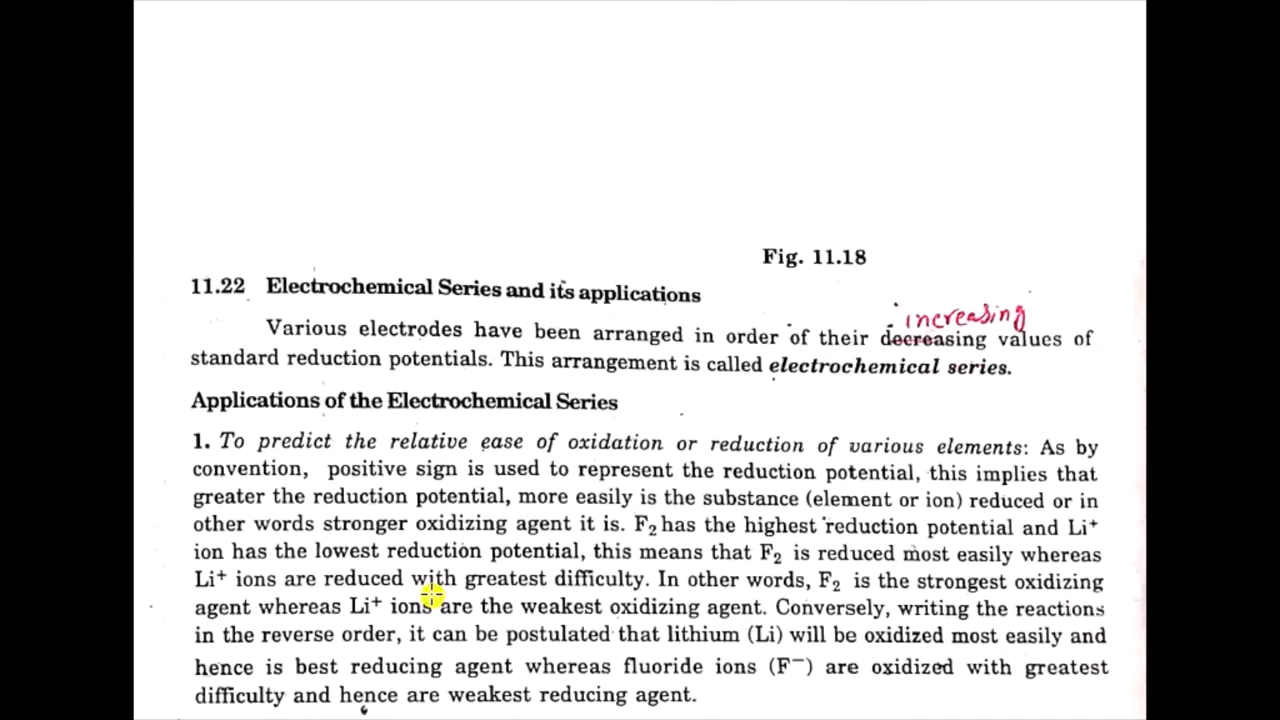 Fig. 11.18
11.22 Electrochemical Series and its applications
increasing
Various electrodes have been arranged in order of their decreasing values of
standard reduction potentials. This arrangement is called electrochemical series.
Applications of the Electrochemical Series
1. To predict the relative ease of oxidation or reduction of various elements: As by
convention, positive sign is used to represent the reduction potential, this implies that
greater the reduction potential, more easily is the substance (element or ion) reduced or in
other words stronger oxidizing agent it is. F₂ has the highest reduction potential and Li⁺
ion has the lowest reduction potential, this means that F₂ is reduced most easily whereas
Li⁺ ions are reduced with greatest difficulty. In other words, F₂ is the strongest oxidizing
agent whereas Li⁺ ions are the weakest oxidizing agent. Conversely, writing the reactions
in the reverse order, it can be postulated that lithium (Li) will be oxidized most easily and
hence is best reducing agent whereas fluoride ions (F⁻) are oxidized with greatest
difficulty and hence are weakest reducing agent.